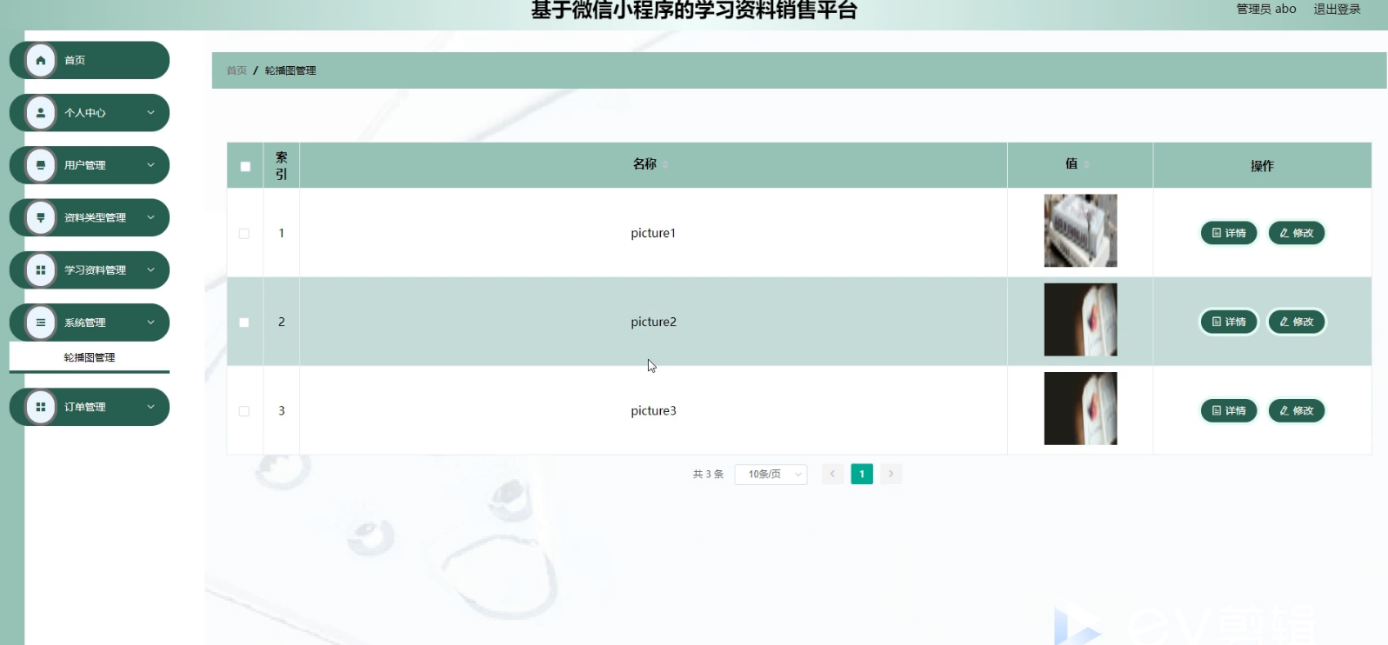 基于微信小程序的学习资料销售平台
管理员 abo 退出登录
首页
个人中心
用户管理
资料类型管理
学习资料管理
系统管理
轮播图管理
订单管理
首页 / 轮播图管理
索引 名称 值 操作
1 picture1 详情 修改
2 picture2 详情 修改
3 picture3 详情 修改
共 3 条 10条/页 < 1 >
ev剪辑